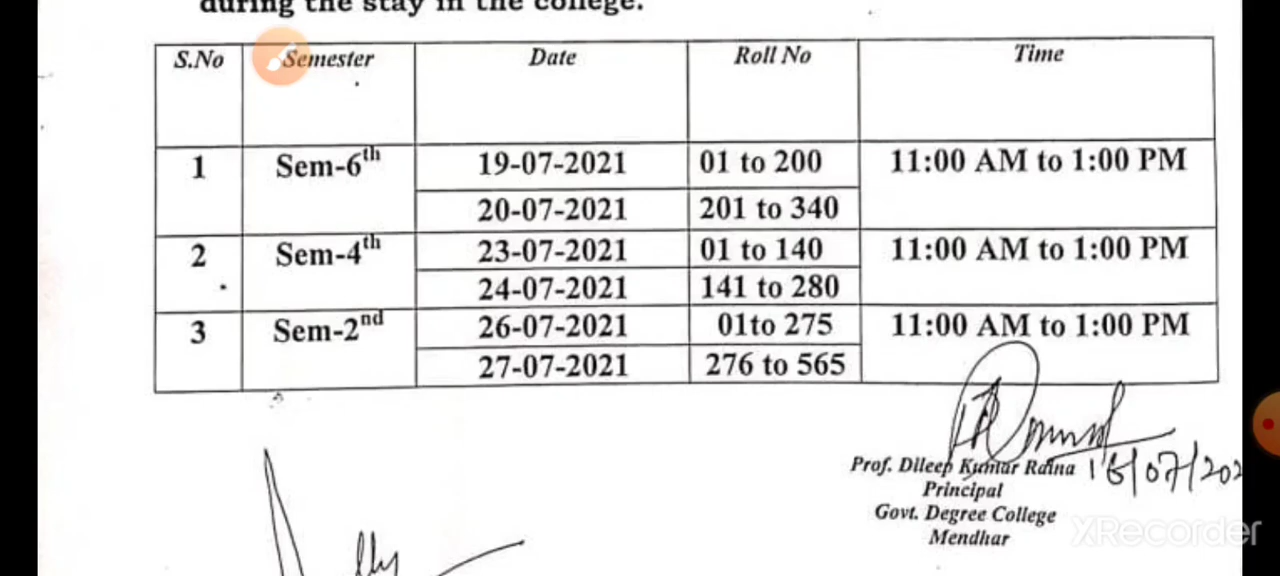 during the stay in the college.
S.No Semester Date Roll No Time
1 Sem-6th 19-07-2021 01 to 200 11:00 AM to 1:00 PM
20-07-2021 201 to 340
2 Sem-4th 23-07-2021 01 to 140 11:00 AM to 1:00 PM
24-07-2021 141 to 280
3 Sem-2nd 26-07-2021 01to 275 11:00 AM to 1:00 PM
27-07-2021 276 to 565
Prof. Dileep Kumar Raina 16/07/202
Principal
Govt. Degree College
Mendhar
XRecorder